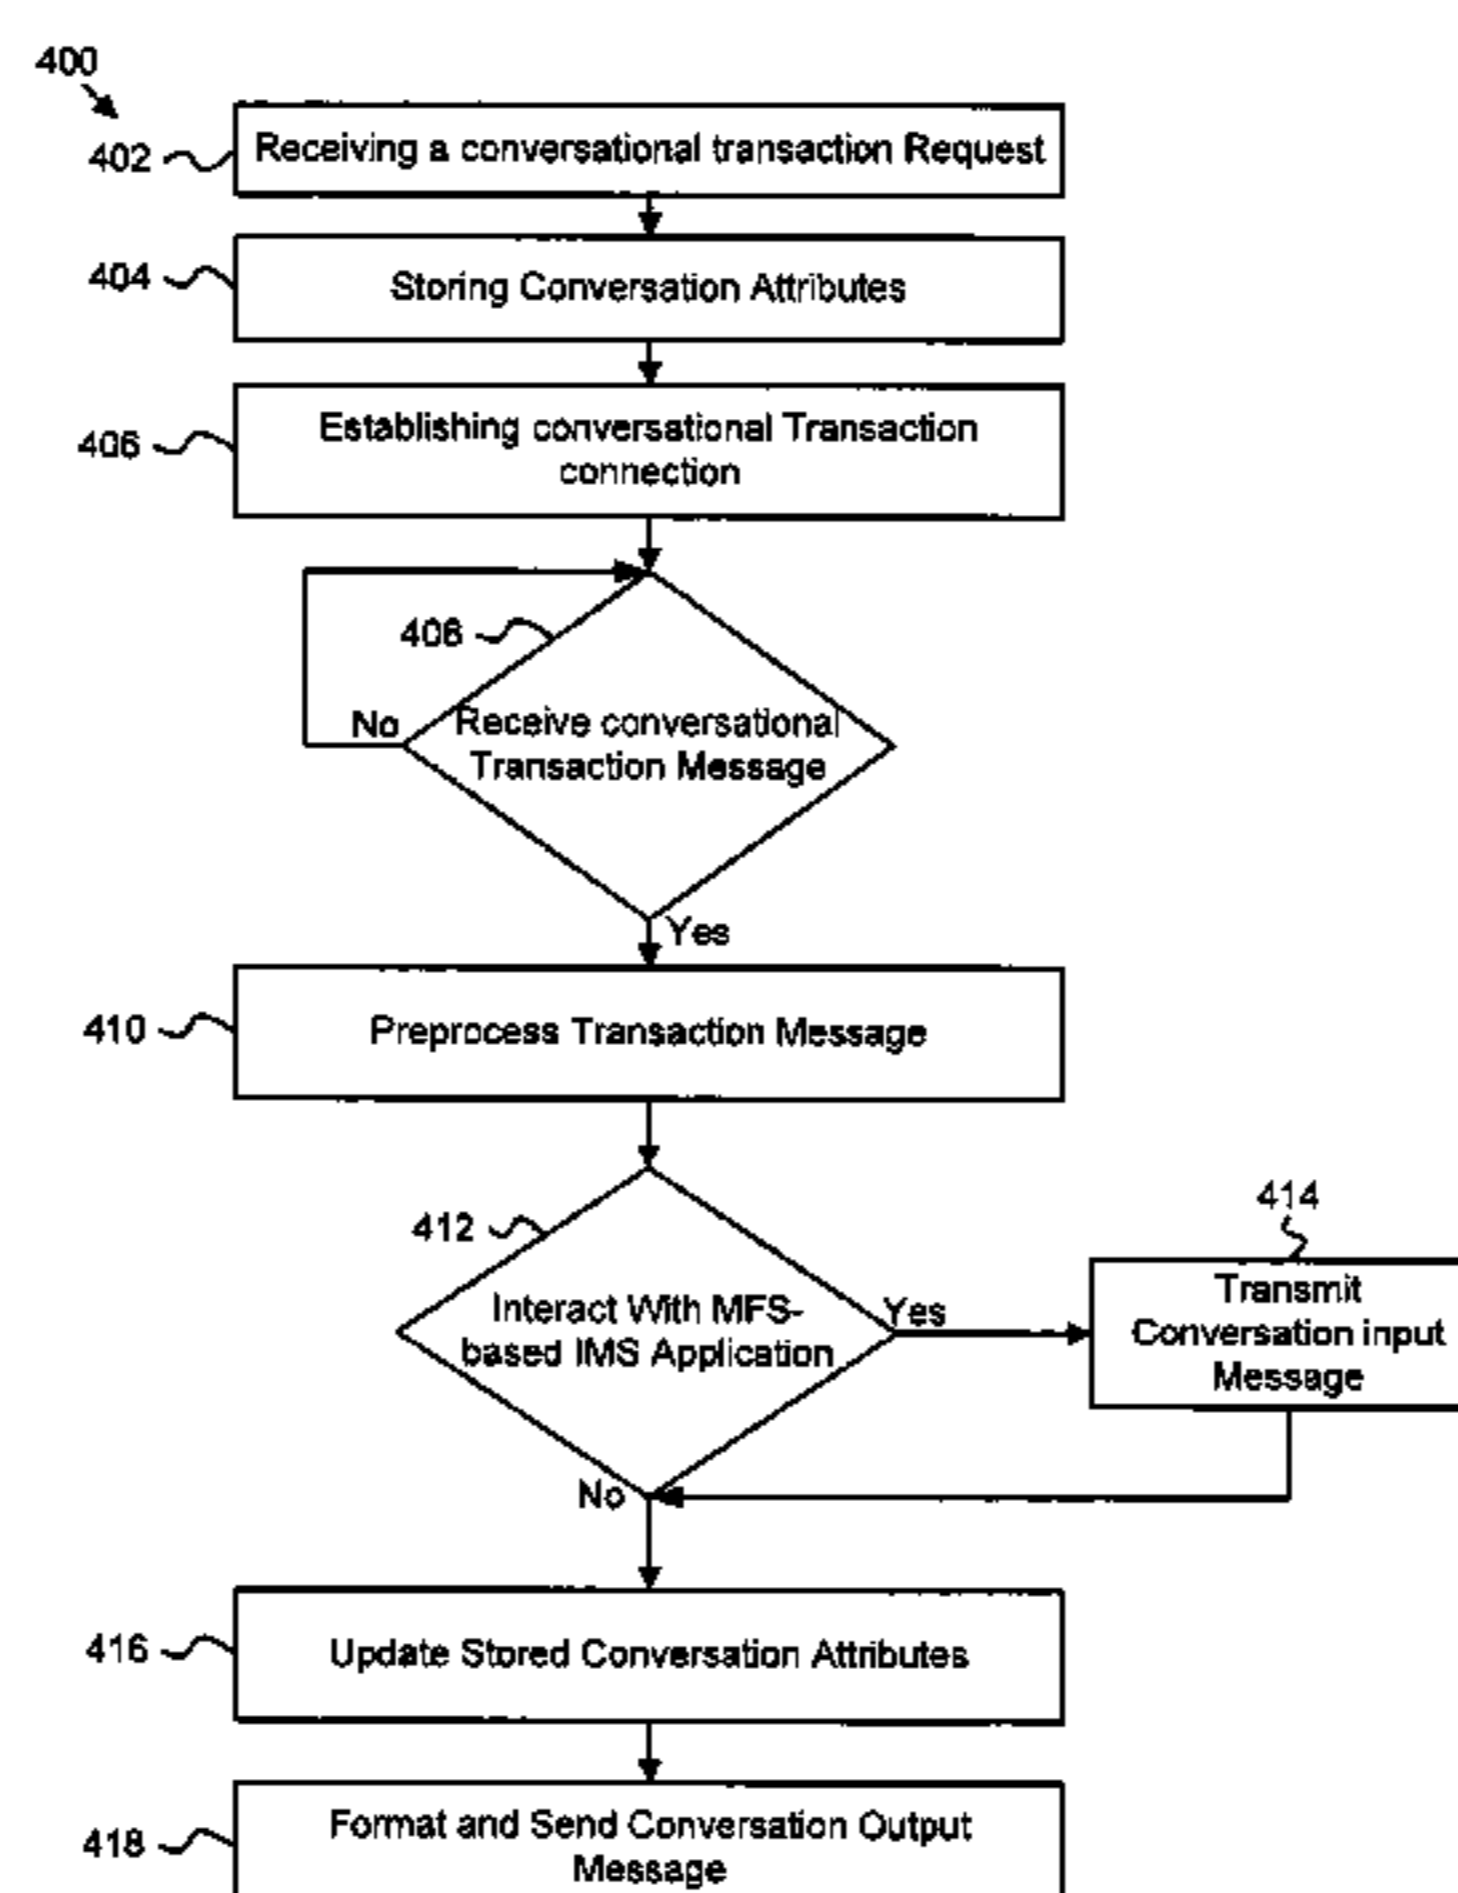 400
402
Receiving a conversational transaction Request
404
Storing Conversation Attributes
406
Establishing conversational Transaction
connection
408
No
Receive conversational
Transaction Message
Yes
410
Preprocess Transaction Message
412
414
Interact With MFS-
based IMS Application
Yes
Transmit
Conversation input
Message
No
416
Update Stored Conversation Attributes
418
Format and Send Conversation Output
Message